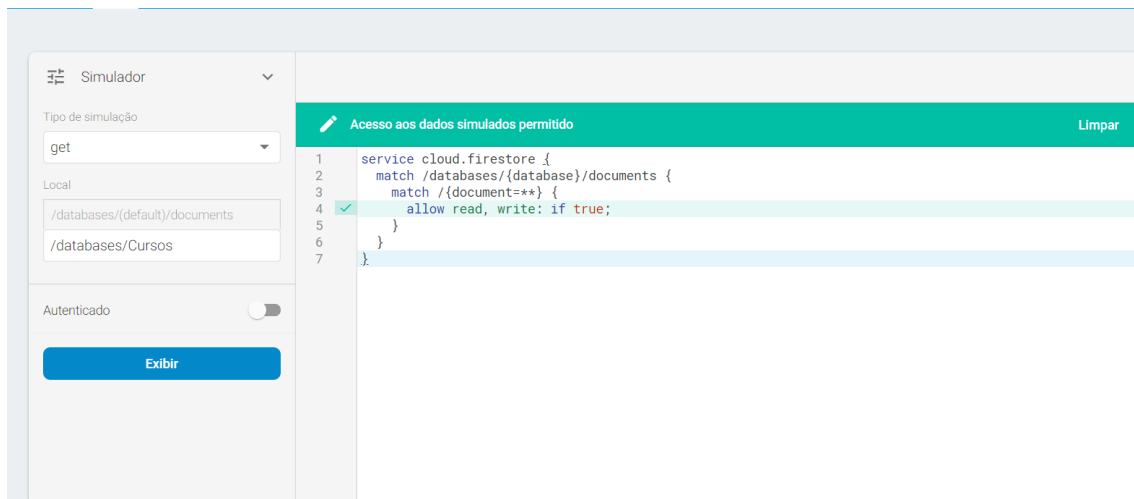 Simulador
Tipo de simulação
get
Local
/databases/(default)/documents
/databases/Cursos
Autenticado
Exibir
Acesso aos dados simulados permitido
Limpar
1 service cloud.firestore {
2 match /databases/{database}/documents {
3 match /{document=**} {
4 allow read, write: if true;
5 }
6 }
7 }